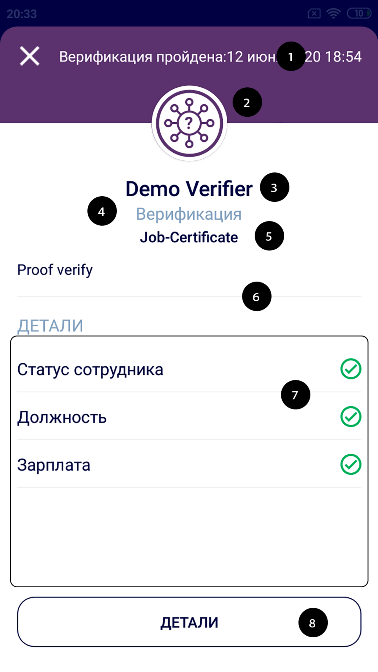 20:33
10
Верификация пройдена:12 июн 1 20 18:54
?
2
Demo Verifier 3
4 Верификация
Job-Certificate 5
Proof verify
6
ДЕТАЛИ
Статус сотрудника
7
Должность
Зарплата
ДЕТАЛИ 8